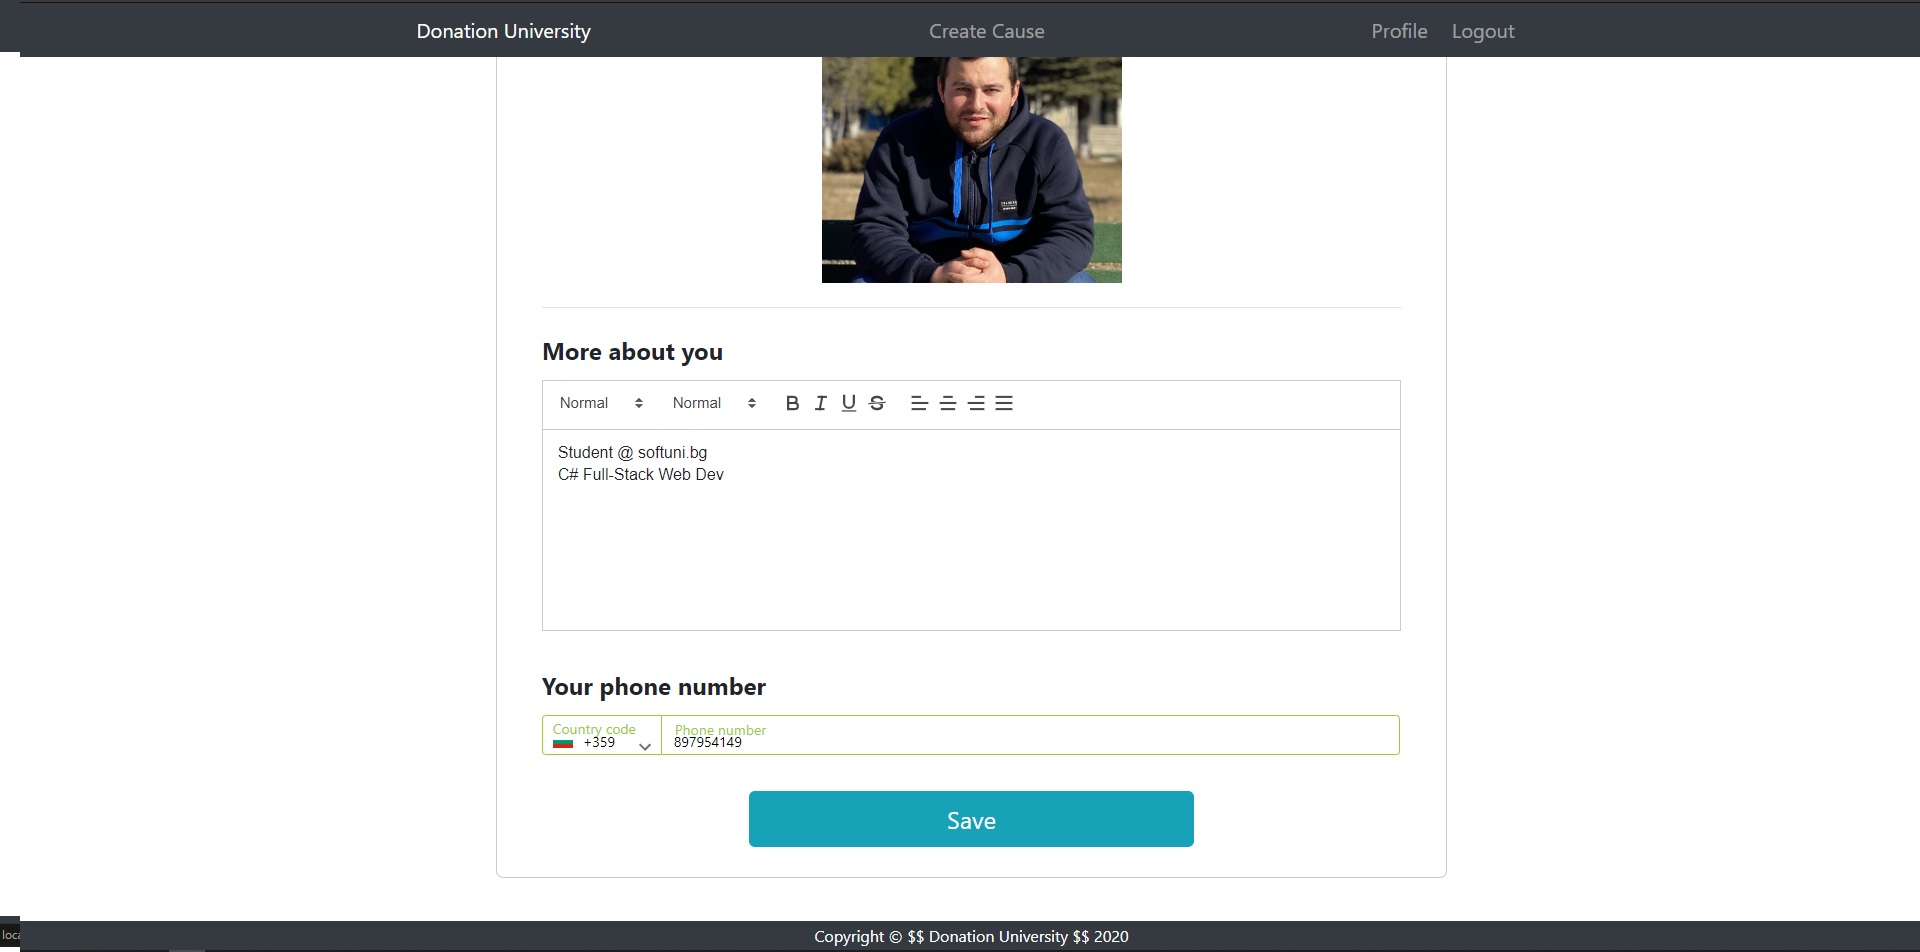 Donation University
Create Cause
Profile Logout
More about you
Normal Normal B I U S
Student @ softuni.bg
C# Full-Stack Web Dev
Your phone number
Country code Phone number
+359 897954149
Save
Copyright © $$ Donation University $$ 2020